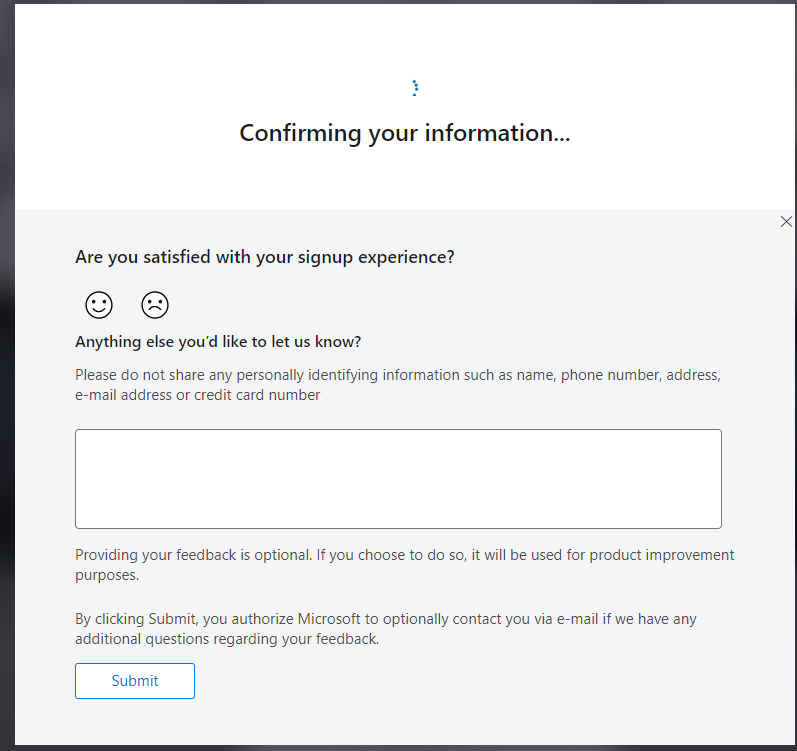 Confirming your information...
Are you satisfied with your signup experience?
Anything else you’d like to let us know?
Please do not share any personally identifying information such as name, phone number, address,
e-mail address or credit card number
Providing your feedback is optional. If you choose to do so, it will be used for product improvement
purposes.
By clicking Submit, you authorize Microsoft to optionally contact you via e-mail if we have any
additional questions regarding your feedback.
Submit